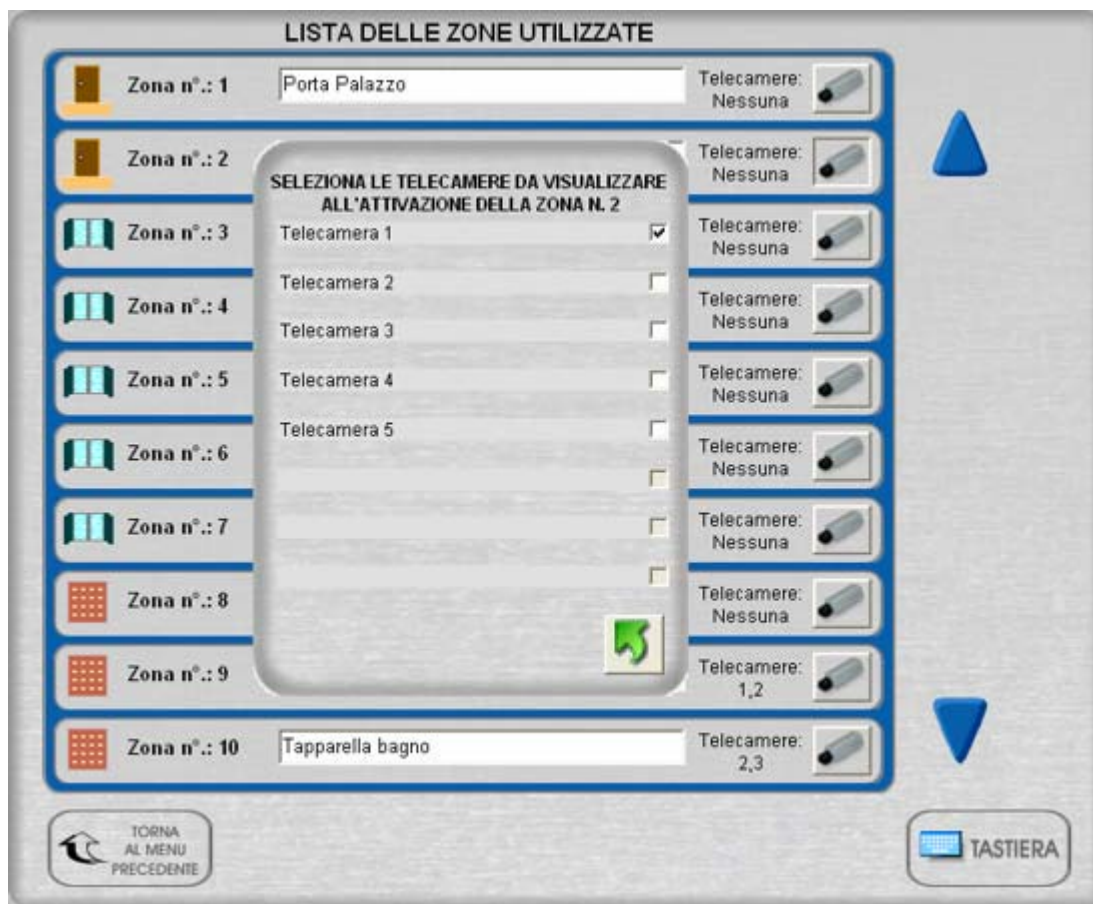 LISTA DELLE ZONE UTILIZZATE
Zona n°.: 1
Porta Palazzo
Telecamere:
Nessuna
Zona n°.: 2
Telecamere:
Nessuna
SELEZIONA LE TELECAMERE DA VISUALIZZARE
ALL'ATTIVAZIONE DELLA ZONA N. 2
Telecamera 1
Telecamera 2
Telecamera 3
Telecamera 4
Telecamera 5
Zona n°.: 3
Telecamere:
Nessuna
Zona n°.: 4
Telecamere:
Nessuna
Zona n°.: 5
Telecamere:
Nessuna
Zona n°.: 6
Telecamere:
Nessuna
Zona n°.: 7
Telecamere:
Nessuna
Zona n°.: 8
Telecamere:
Nessuna
Zona n°.: 9
Telecamere:
1,2
Zona n°.: 10
Tapparella bagno
Telecamere:
2,3
TORNA
AL MENU
PRECEDENTE
TASTIERA